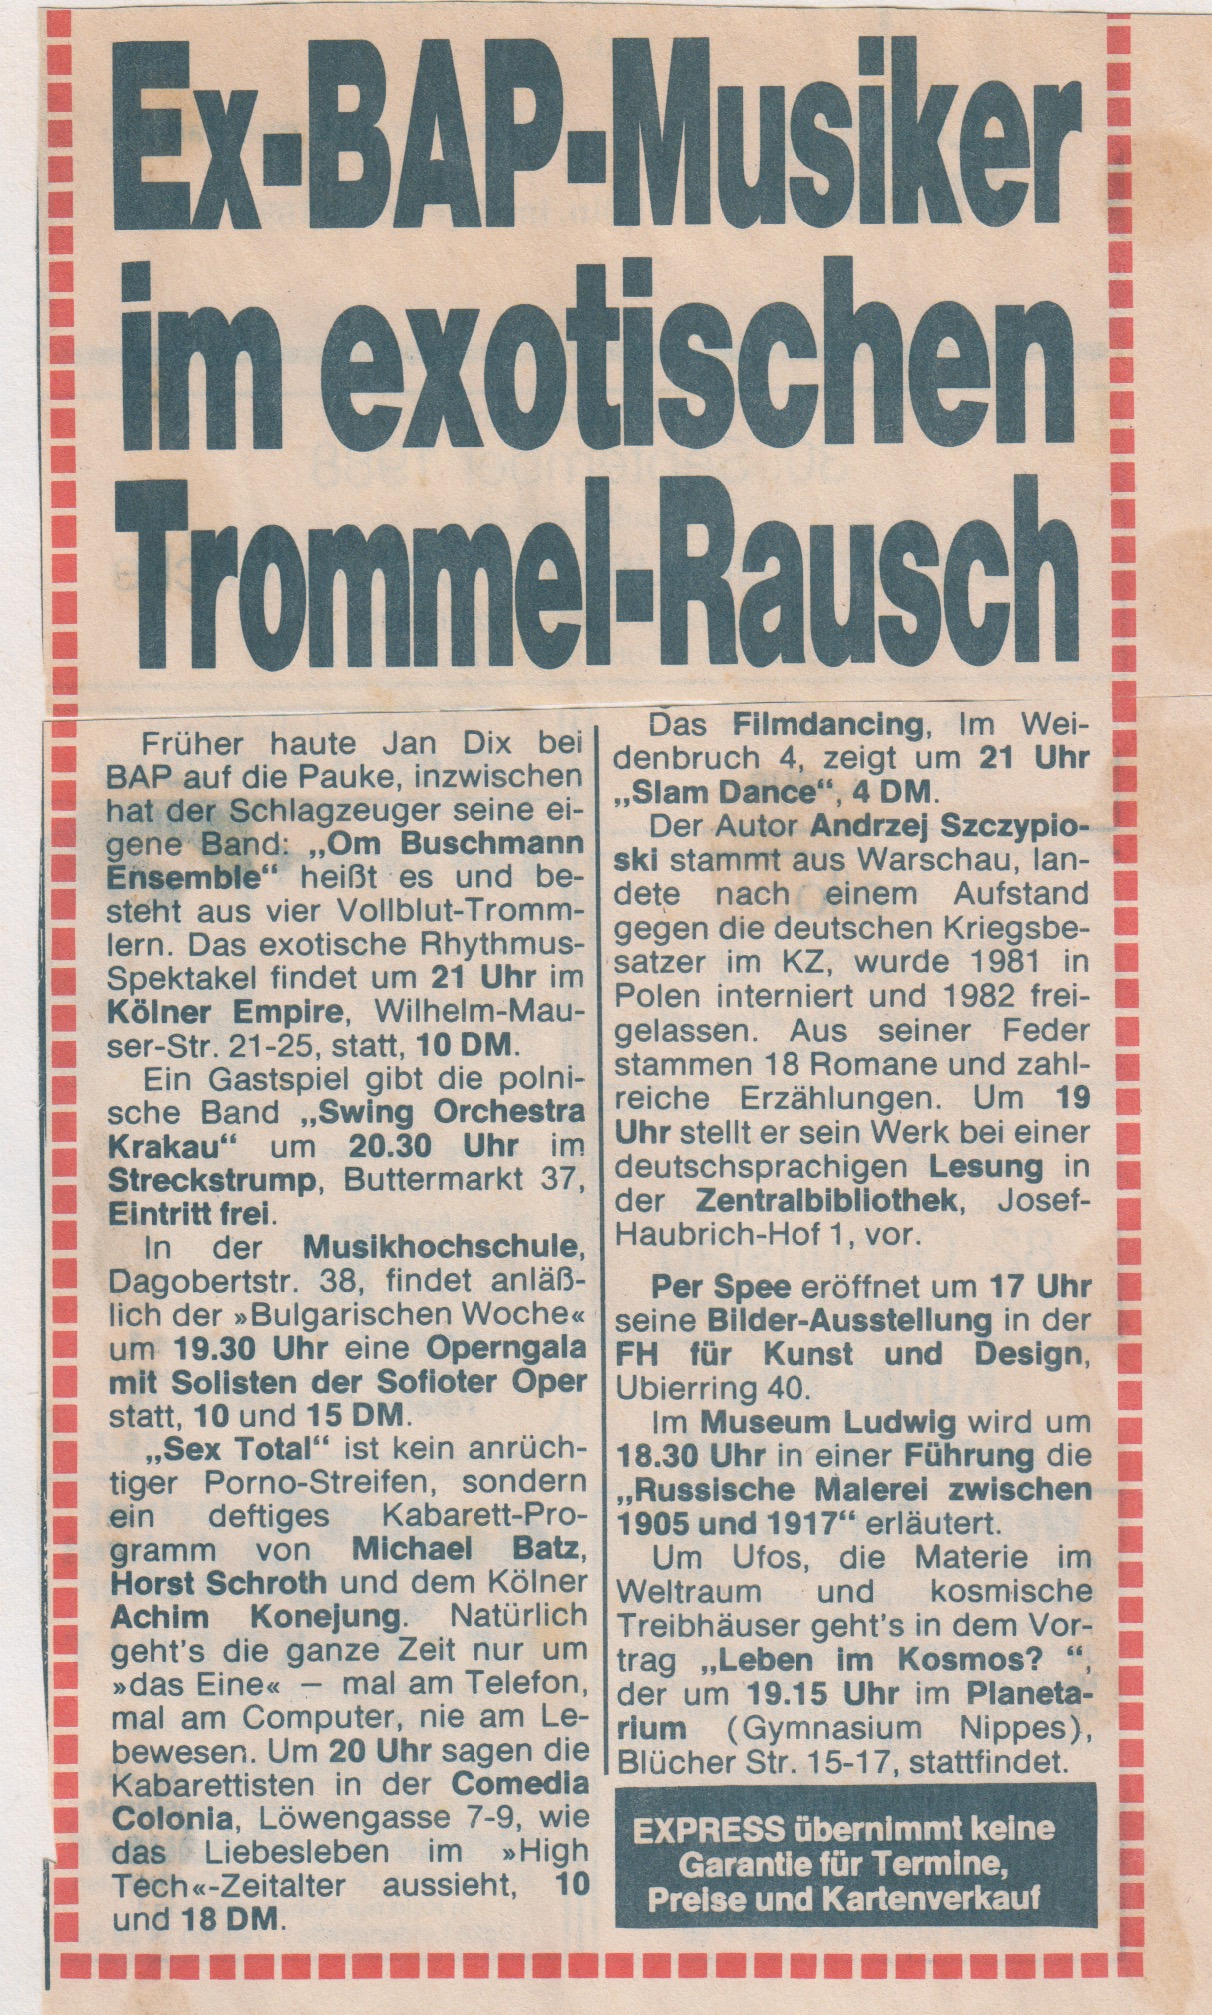 Ex-BAP-Musiker
im exotischen
Trommel-Rausch
Früher haute Jan Dix bei
BAP auf die Pauke, inzwischen
hat der Schlagzeuger seine ei-
gene Band: „Om Buschmann
Ensemble“ heißt es und be-
steht aus vier Vollblut-Tromm-
lern. Das exotische Rhythmus-
Spektakel findet um 21 Uhr im
Kölner Empire, Wilhelm-Mau-
ser-Str. 21-25, statt, 10 DM.
Ein Gastspiel gibt die polni-
sche Band „Swing Orchestra
Krakau“ um 20.30 Uhr im
Streckstrump, Buttermarkt 37,
Eintritt frei.
In der Musikhochschule,
Dagobertstr. 38, findet anläß-
lich der »Bulgarischen Woche«
um 19.30 Uhr eine Operngala
mit Solisten der Sofioter Oper
statt, 10 und 15 DM.
„Sex Total“ ist kein anrüch-
tiger Porno-Streifen, sondern
ein deftiges Kabarett-Pro-
gramm von Michael Batz,
Horst Schroth und dem Kölner
Achim Konejung. Natürlich
geht's die ganze Zeit nur um
»das Eine« — mal am Telefon,
mal am Computer, nie am Le-
bewesen. Um 20 Uhr sagen die
Kabarettisten in der Comedia
Colonia, Löwengasse 7-9, wie
das Liebesleben im »High
Tech«-Zeitalter aussieht, 10
und 18 DM.
Das Filmdancing, Im Wei-
denbruch 4, zeigt um 21 Uhr
„Slam Dance“, 4 DM.
Der Autor Andrzej Szczypio-
ski stammt aus Warschau, lan-
dete nach einem Aufstand
gegen die deutschen Kriegsbe-
satzer im KZ, wurde 1981 in
Polen interniert und 1982 frei-
gelassen. Aus seiner Feder
stammen 18 Romane und zahl-
reiche Erzählungen. Um 19
Uhr stellt er sein Werk bei einer
deutschsprachigen Lesung in
der Zentralbibliothek, Josef-
Haubrich-Hof 1, vor.
Per Spee eröffnet um 17 Uhr
seine Bilder-Ausstellung in der
FH für Kunst und Design,
Ubierring 40.
Im Museum Ludwig wird um
18.30 Uhr in einer Führung die
„Russische Malerei zwischen
1905 und 1917“ erläutert.
Um Ufos, die Materie im
Weltraum und kosmische
Treibhäuser geht's in dem Vor-
trag „Leben im Kosmos? “,
der um 19.15 Uhr im Planeta-
rium (Gymnasium Nippes),
Blücher Str. 15-17, stattfindet.
EXPRESS übernimmt keine
Garantie für Termine,
Preise und Kartenverkauf